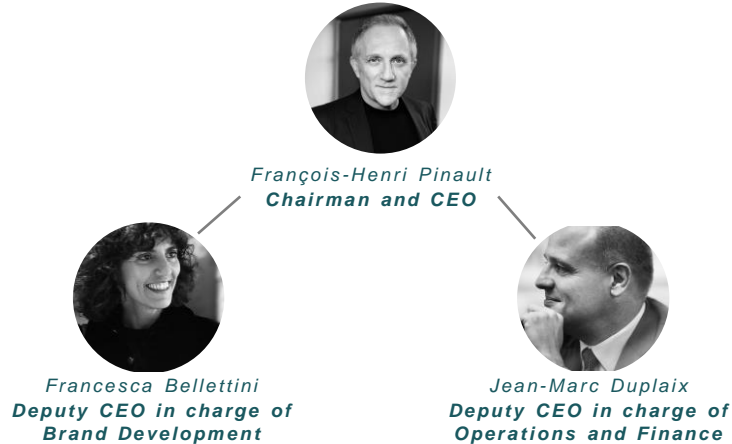 François-Henri Pinault
Chairman and CEO
Francesca Bellettini
Deputy CEO in charge of
Brand Development
Jean-Marc Duplaix
Deputy CEO in charge of
Operations and Finance